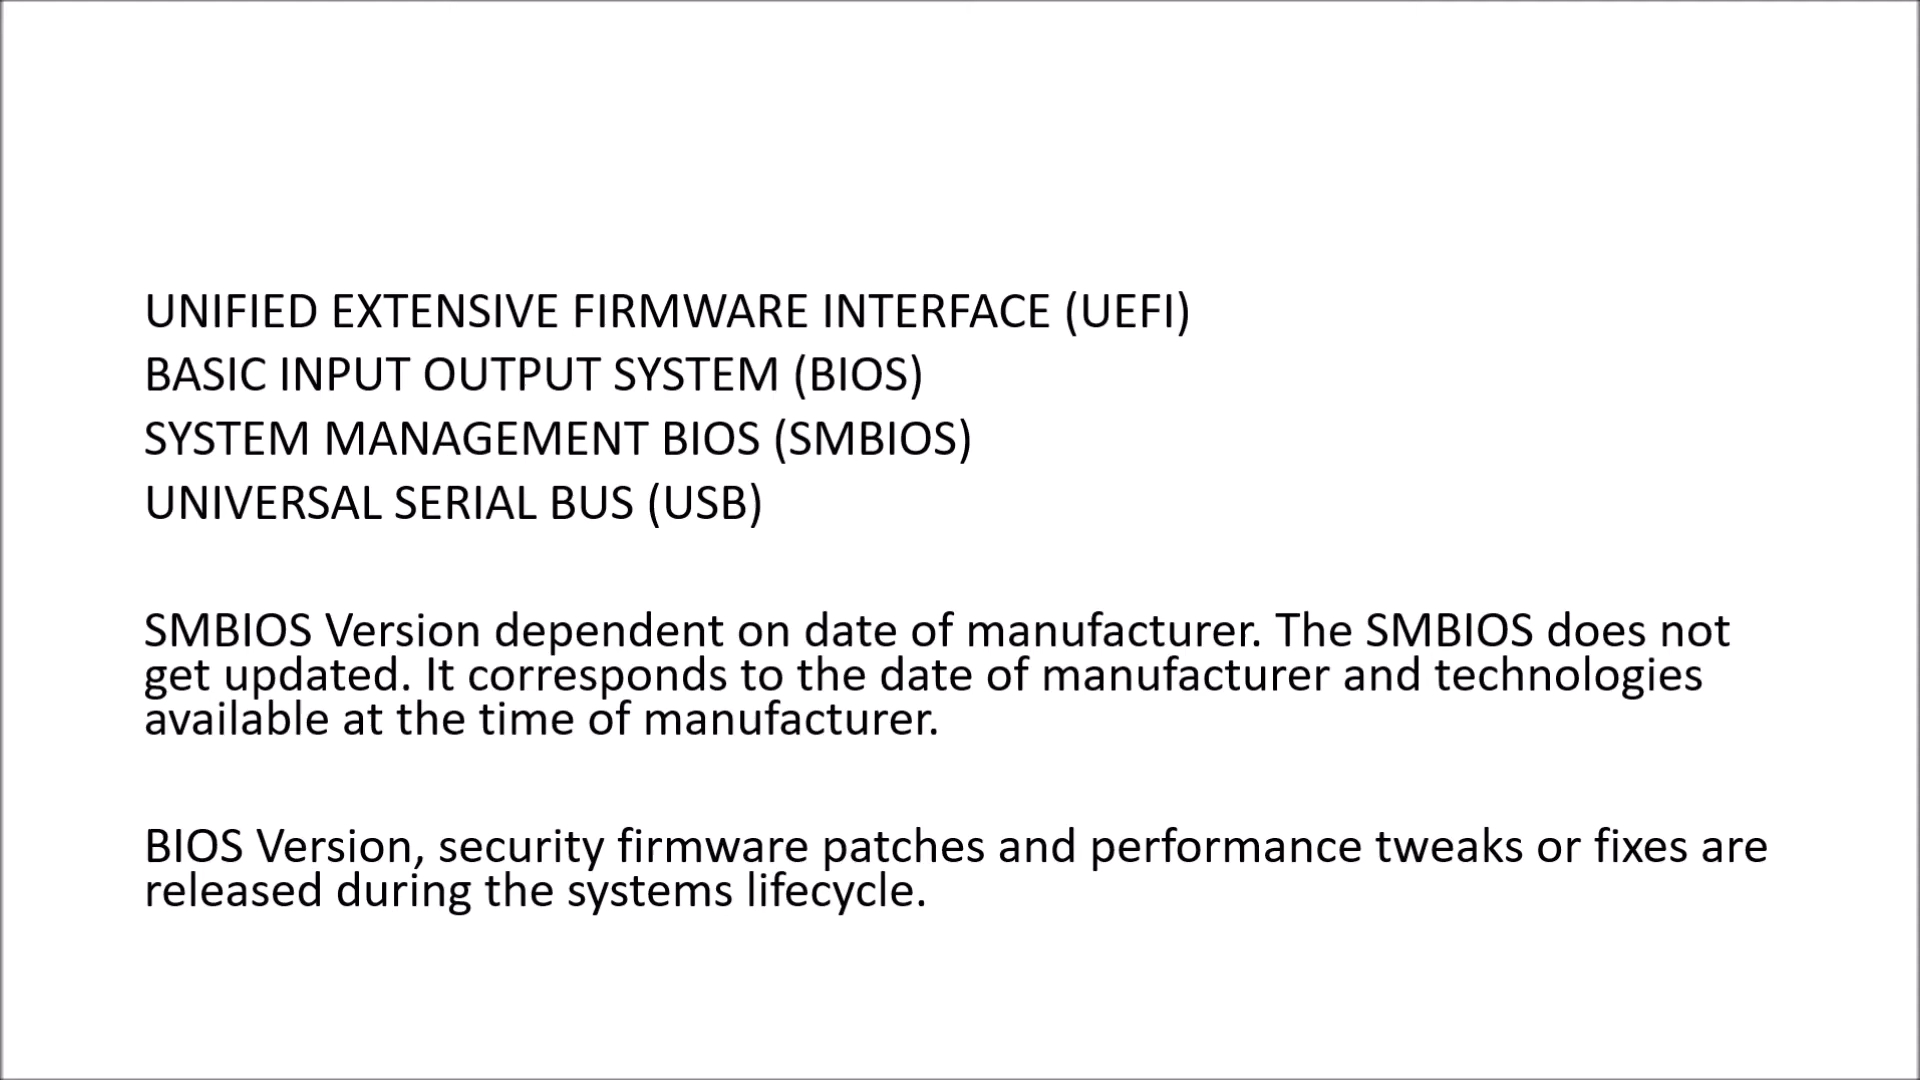 UNIFIED EXTENSIVE FIRMWARE INTERFACE (UEFI)
BASIC INPUT OUTPUT SYSTEM (BIOS)
SYSTEM MANAGEMENT BIOS (SMBIOS)
UNIVERSAL SERIAL BUS (USB)
SMBIOS Version dependent on date of manufacturer. The SMBIOS does not
get updated. It corresponds to the date of manufacturer and technologies
available at the time of manufacturer.
BIOS Version, security firmware patches and performance tweaks or fixes are
released during the systems lifecycle.